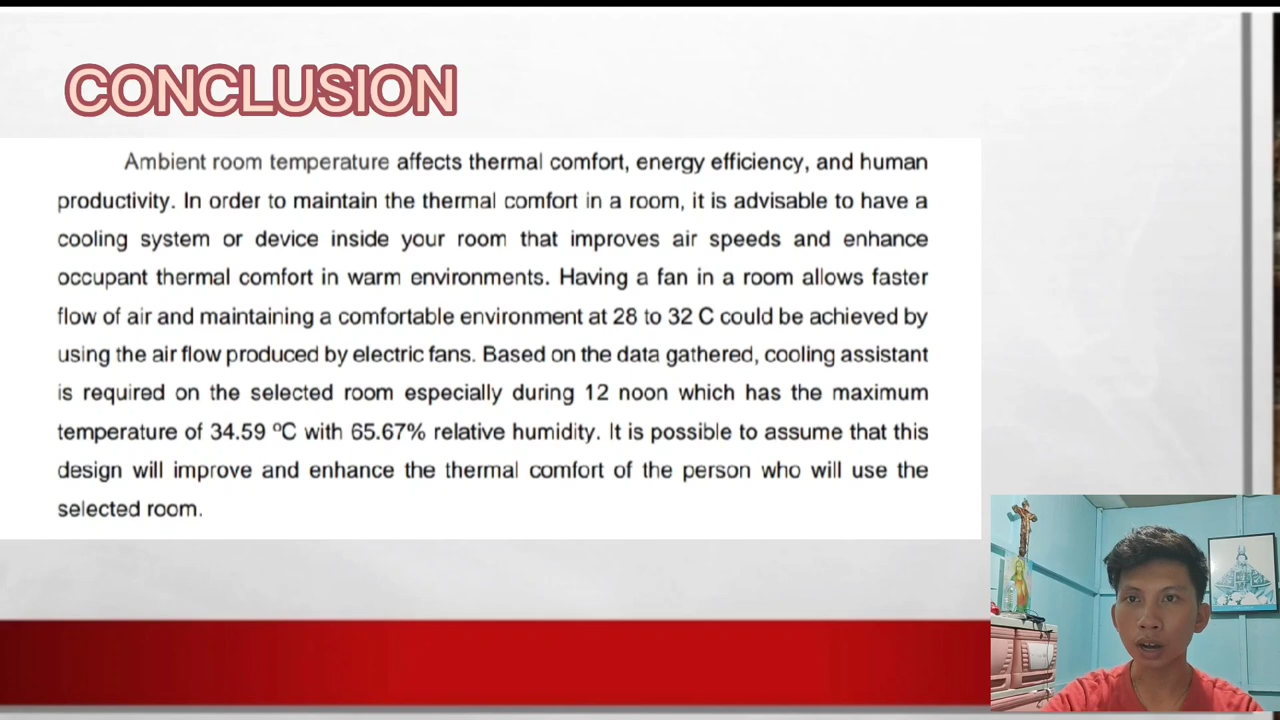 CONCLUSION
Ambient room temperature affects thermal comfort, energy efficiency, and human
productivity. In order to maintain the thermal comfort in a room, it is advisable to have a
cooling system or device inside your room that improves air speeds and enhance
occupant thermal comfort in warm environments. Having a fan in a room allows faster
flow of air and maintaining a comfortable environment at 28 to 32 C could be achieved by
using the air flow produced by electric fans. Based on the data gathered, cooling assistant
is required on the selected room especially during 12 noon which has the maximum
temperature of 34.59 ºC with 65.67% relative humidity. It is possible to assume that this
design will improve and enhance the thermal comfort of the person who will use the
selected room.